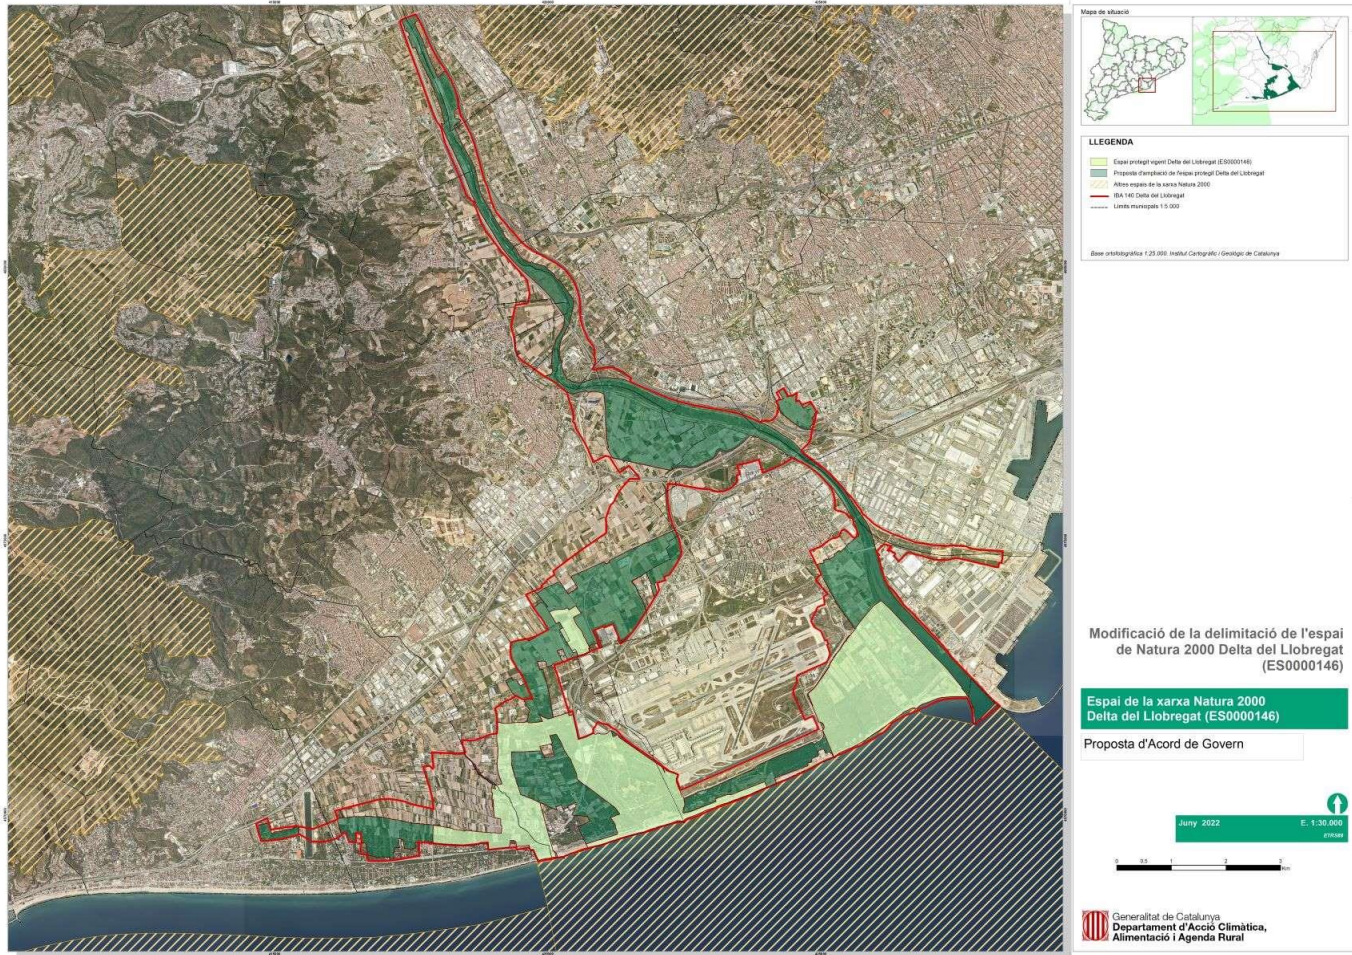 Mapa de situació
LLEGENDA
Espai protegit vigent Delta del Llobregat (ES0000146)
Proposta d'ampliació de l'espai protegit Delta del Llobregat
Altres espais de la xarxa Natura 2000
IBA 140 Delta del Llobregat
Límits municipals 1:5 000
Base ortofotogràfica 1:25.000. Institut Cartogràfic i Geològic de Catalunya
Modificació de la delimitació de l'espai
de Natura 2000 Delta del Llobregat
(ES0000146)
Espai de la xarxa Natura 2000
Delta del Llobregat (ES0000146)
Proposta d'Acord de Govern
Juny 2022 E. 1:30.000
ETRS89
0 0,5 1 2 3
Km
Generalitat de Catalunya
Departament d'Acció Climàtica,
Alimentació i Agenda Rural